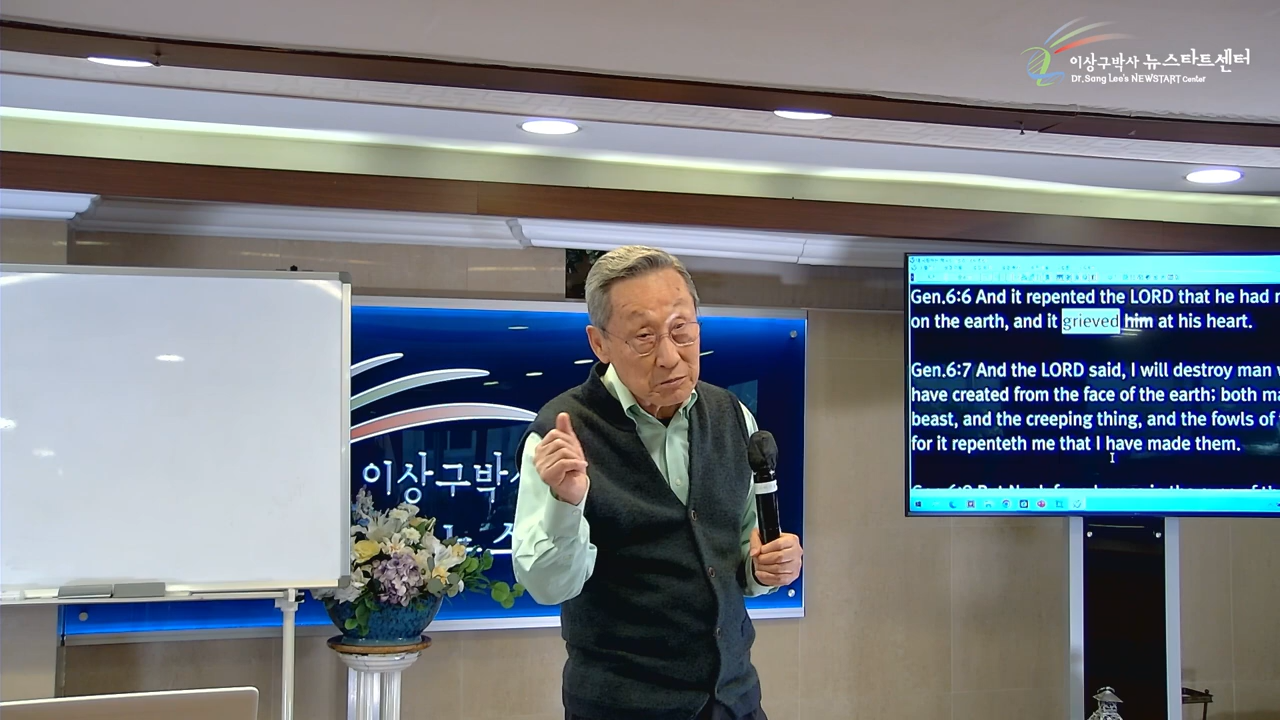 이상구박사 뉴스타트센터
Dr. Sang Lee's NEWSTART Center
Gen.6:6 And it repented the LORD that he had
on the earth, and it grieved him at his heart.
Gen.6:7 And the LORD said, I will destroy man
have created from the face of the earth; both
beast, and the creeping thing, and the fowls of
for it repenteth me that I have made them.
이상구박